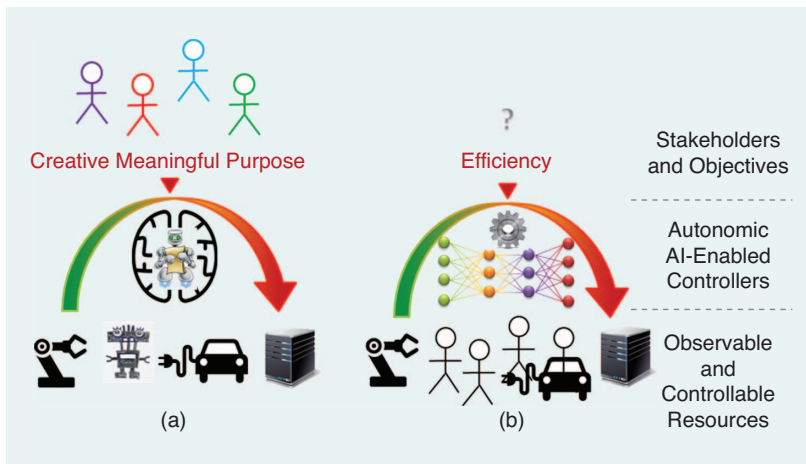 Creative Meaningful Purpose
?
Efficiency
Stakeholders
and Objectives
Autonomic
AI-Enabled
Controllers
Observable
and
Controllable
Resources
(a)
(b)